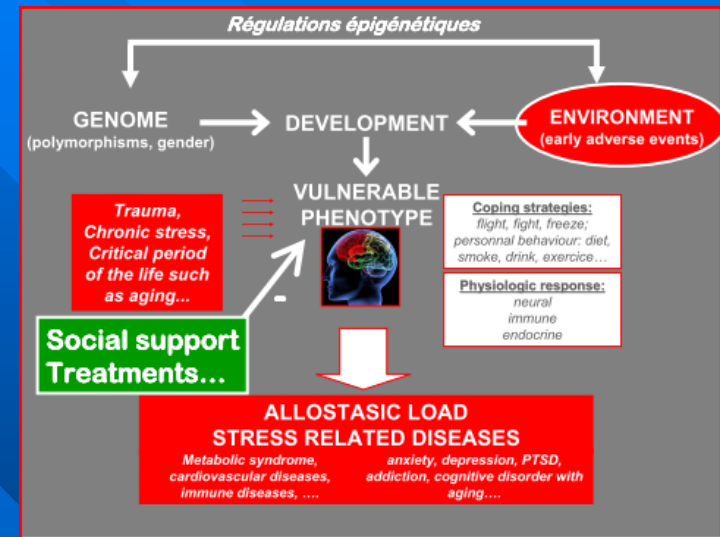 Régulations épigénétiques
GENOME
(polymorphisms, gender)
DEVELOPMENT
ENVIRONMENT
(early adverse events)
VULNERABLE
PHENOTYPE
Trauma,
Chronic stress,
Critical period
of the life such
as aging...
Coping strategies:
flight, fight, freeze;
personnal behaviour: diet,
smoke, drink, exercice…
Physiologic response:
neural
immune
endocrine
-
Social support
Treatments…
ALLOSTASIC LOAD
STRESS RELATED DISEASES
Metabolic syndrome,
cardiovascular diseases,
immune diseases, ….
anxiety, depression, PTSD,
addiction, cognitive disorder with
aging….